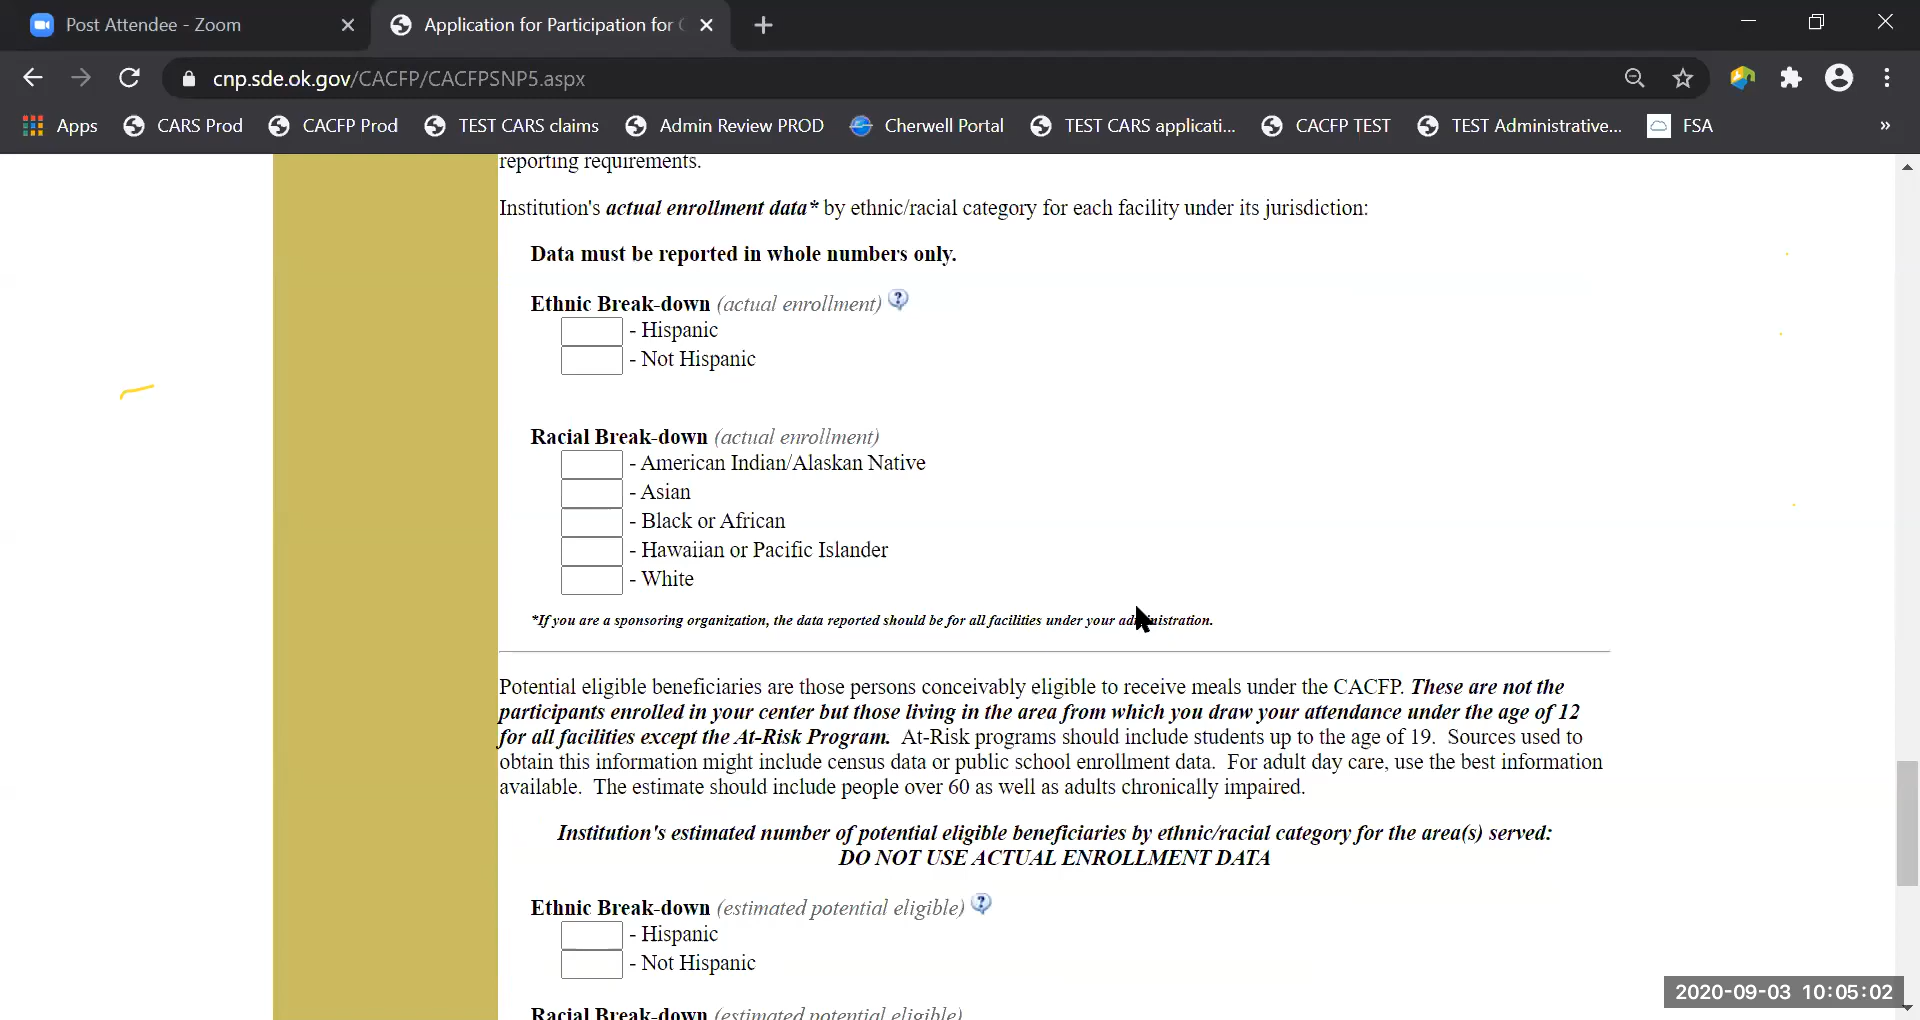 Post Attendee - Zoom
Application for Participation for
cnp.sde.ok.gov/CACFP/CACFPSNP5.aspx
Apps CARS Prod CACFP Prod TEST CARS claims Admin Review PROD Cherwell Portal TEST CARS applicati... CACFP TEST TEST Administrative... FSA »
reporting requirements.
Institution's actual enrollment data* by ethnic/racial category for each facility under its jurisdiction:
Data must be reported in whole numbers only.
Ethnic Break-down (actual enrollment) ?
- Hispanic
- Not Hispanic
Racial Break-down (actual enrollment)
- American Indian/Alaskan Native
- Asian
- Black or African
- Hawaiian or Pacific Islander
- White
*If you are a sponsoring organization, the data reported should be for all facilities under your administration.
Potential eligible beneficiaries are those persons conceivably eligible to receive meals under the CACFP. These are not the
participants enrolled in your center but those living in the area from which you draw your attendance under the age of 12
for all facilities except the At-Risk Program. At-Risk programs should include students up to the age of 19. Sources used to
obtain this information might include census data or public school enrollment data. For adult day care, use the best information
available. The estimate should include people over 60 as well as adults chronically impaired.
Institution's estimated number of potential eligible beneficiaries by ethnic/racial category for the area(s) served:
DO NOT USE ACTUAL ENROLLMENT DATA
Ethnic Break-down (estimated potential eligible) ?
- Hispanic
- Not Hispanic
Racial Break-down (estimated potential eligible)
2020-09-03 10:05:02